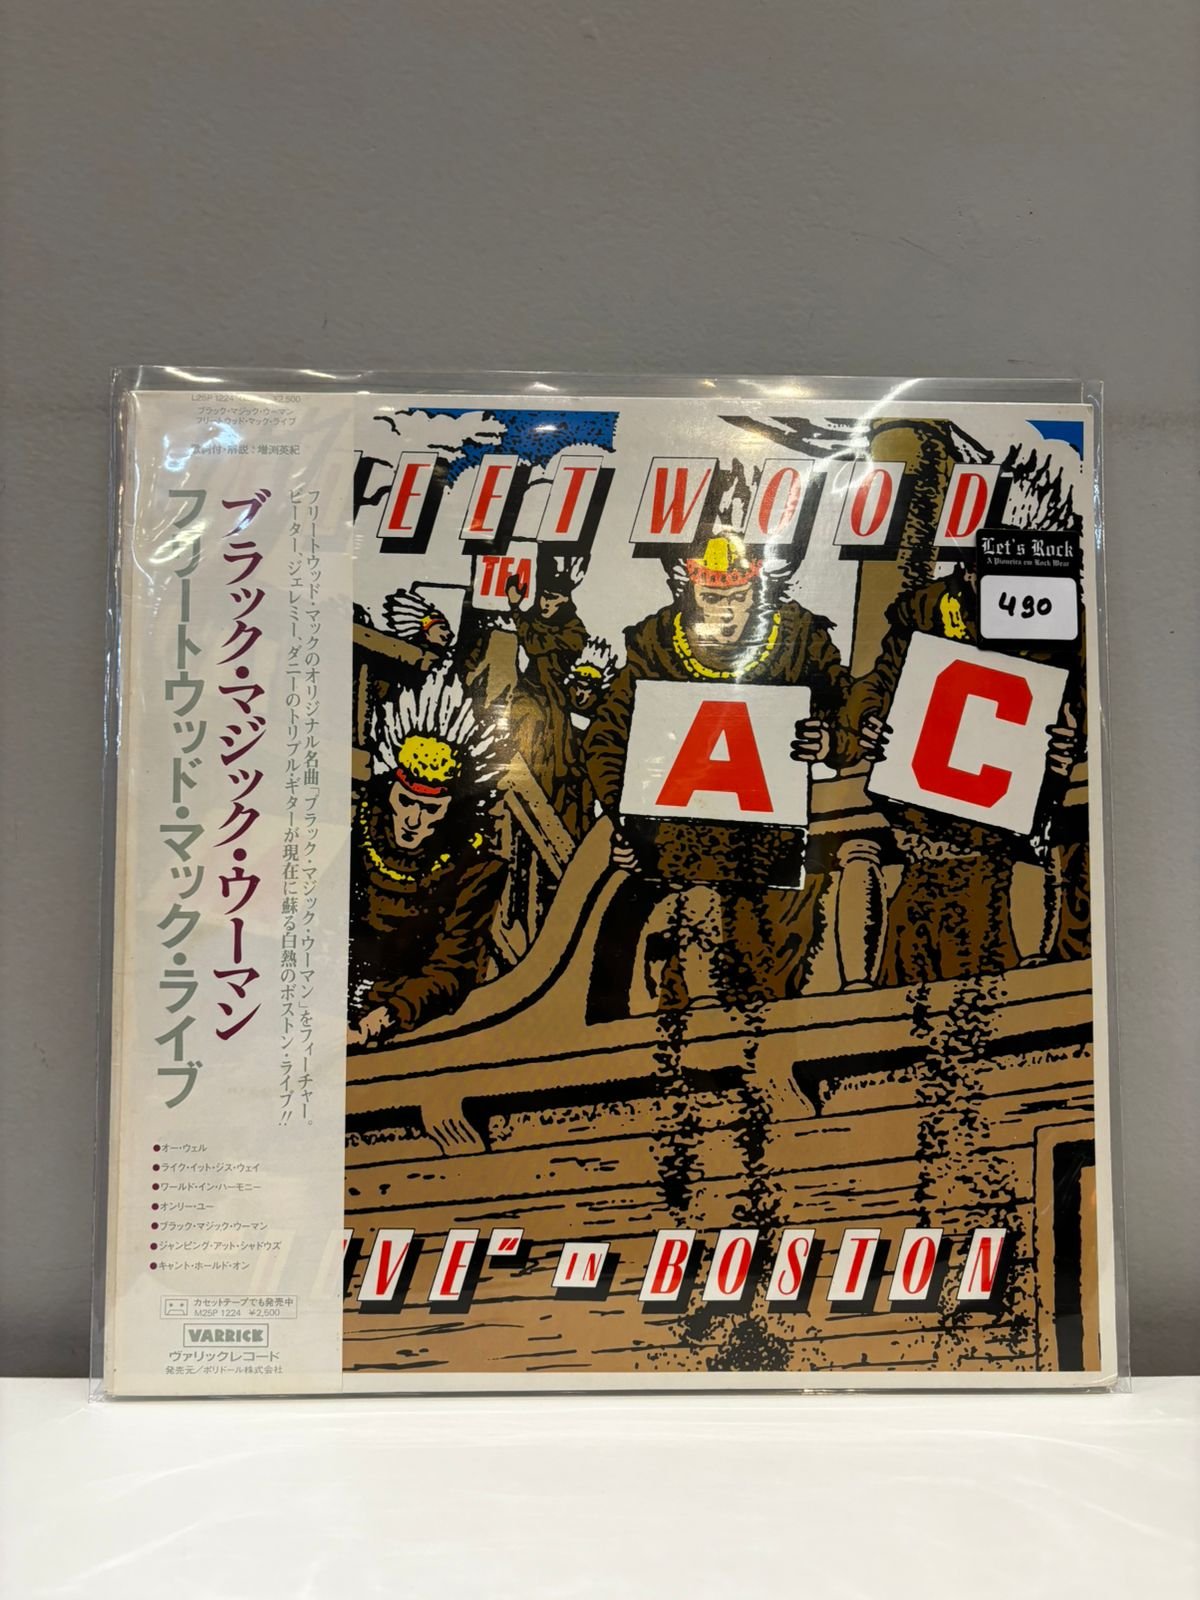 L25P 1224
¥2,500
ブラック・マジック・ウーマン
フリートウッド・マック・ライブ
歌詞付・解説:増渕英紀
フリートウッド・マックのオリジナル名曲「ブラック・マジック・ウーマン」をフィーチャー。
ピーター、ジェレミー、ダニーのトリプル・ギターが現在に蘇る白熱のボストン・ライブ!!
ブラック・マジック・ウーマン
フリートウッド・マック・ライブ
●オー・ウェル
●ライク・イット・ジス・ウェイ
●ワールド・イン・ハーモニー
●オンリー・ユー
●ブラック・マジック・ウーマン
●ジャンピング・アット・シャドウズ
●キャント・ホールド・オン
カセットテープでも発売中
M25P 1224 ¥2,500
VARRICK
ヴァリックレコード
発売元/ポリドール株式会社
EETWOOD
TEA
Let's Rock
A Pioneira em Rock Wear
490
A C
IVE" IN BOSTON